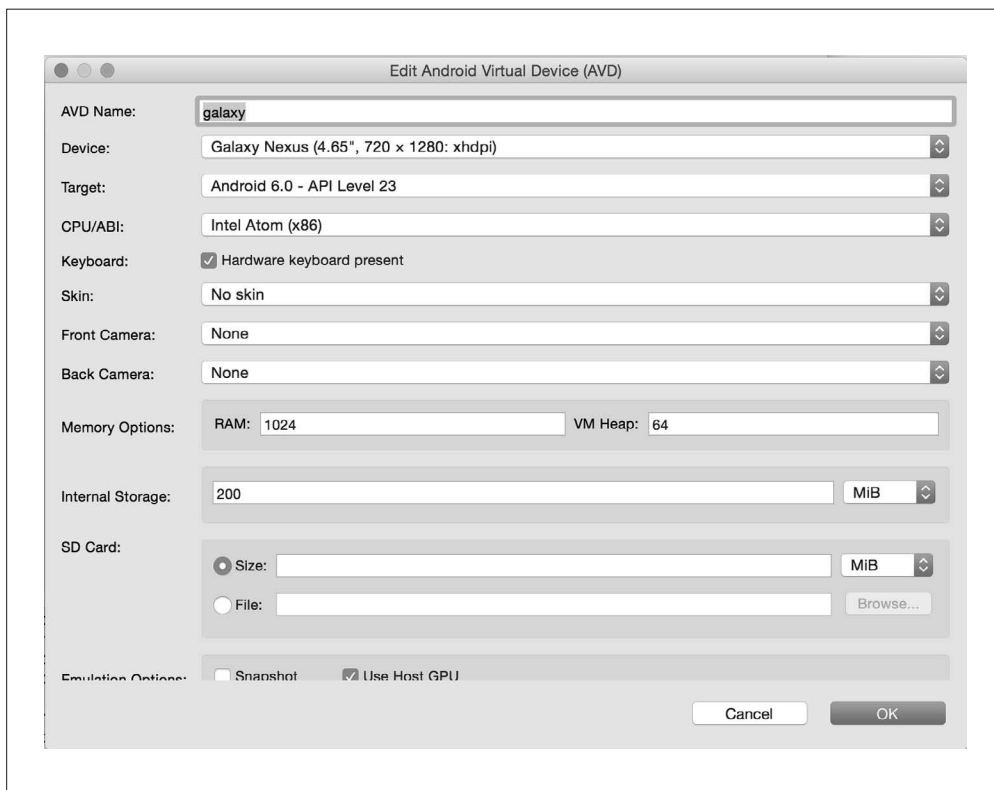 Edit Android Virtual Device (AVD)
AVD Name: galaxy
Device: Galaxy Nexus (4.65", 720 × 1280: xhdpi)
Target: Android 6.0 - API Level 23
CPU/ABI: Intel Atom (x86)
Keyboard: Hardware keyboard present
Skin: No skin
Front Camera: None
Back Camera: None
Memory Options: RAM: 1024 VM Heap: 64
Internal Storage: 200 MiB
SD Card:
Size: MiB
File: Browse...
Emulation Options: Snapshot Use Host GPU
Cancel OK